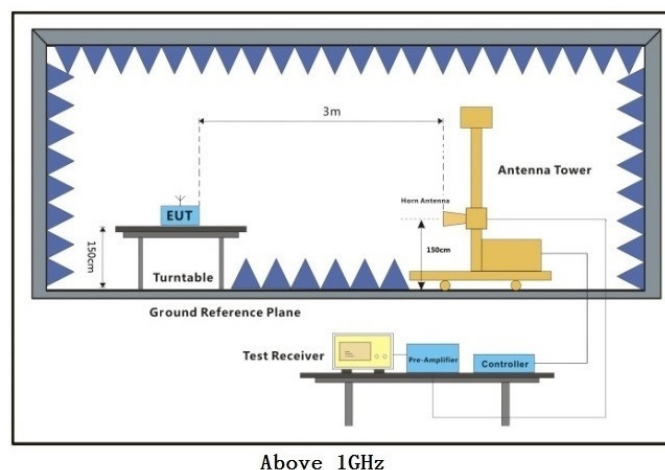 3m
Antenna Tower
Horn Antenna
EUT
150cm
150cm
Turntable
Ground Reference Plane
Test Receiver
Pre-Amplifier
Controller
Above 1GHz